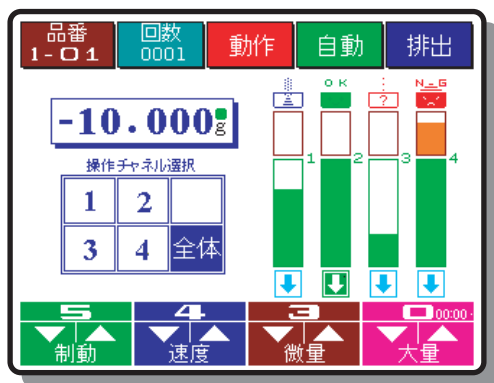 品番 回数 動作 自動 排出
1-01 0001
OK N-G
?
-10.000g
1 2 3 4
操作チャネル選択
1 2
3 4 全体
5 4 3 0 00:00
制動 速度 微量 大量